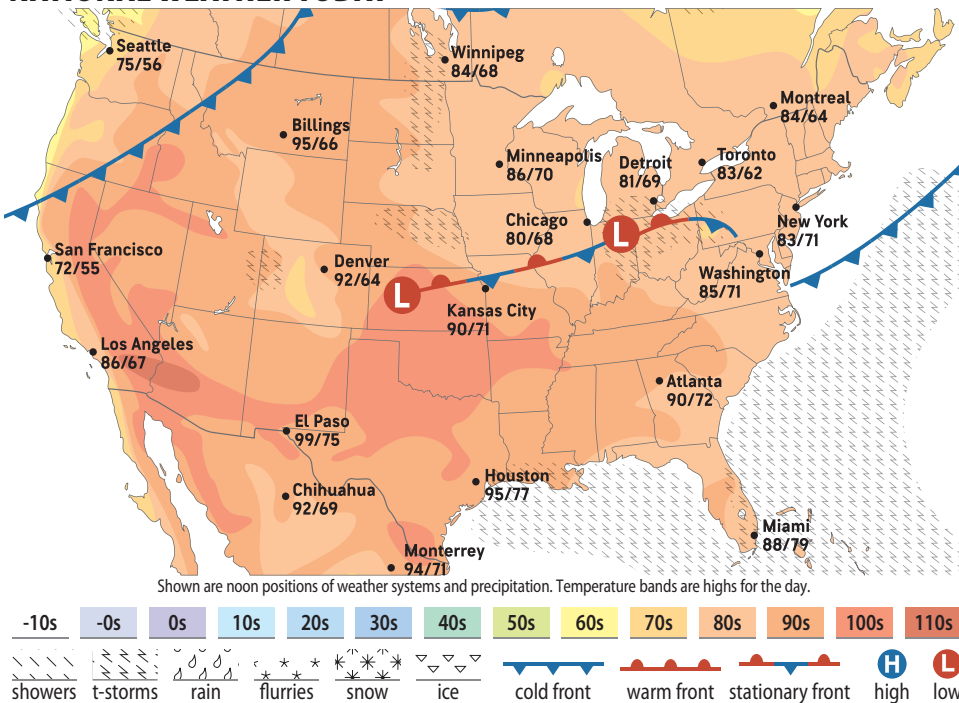 Seattle
75/56
Winnipeg
84/68
Billings
95/66
Montreal
84/64
Minneapolis
86/70
Detroit
81/69
Toronto
83/62
Chicago
80/68
New York
83/71
San Francisco
72/55
Denver
92/64
L
L
Washington
85/71
Kansas City
90/71
Los Angeles
86/67
Atlanta
90/72
El Paso
99/75
Houston
95/77
Chihuahua
92/69
Miami
88/79
Monterrey
94/71
Shown are noon positions of weather systems and precipitation. Temperature bands are highs for the day.
-10s -0s 0s 10s 20s 30s 40s 50s 60s 70s 80s 90s 100s 110s
H L
showers t-storms rain flurries snow ice cold front warm front stationary front high low